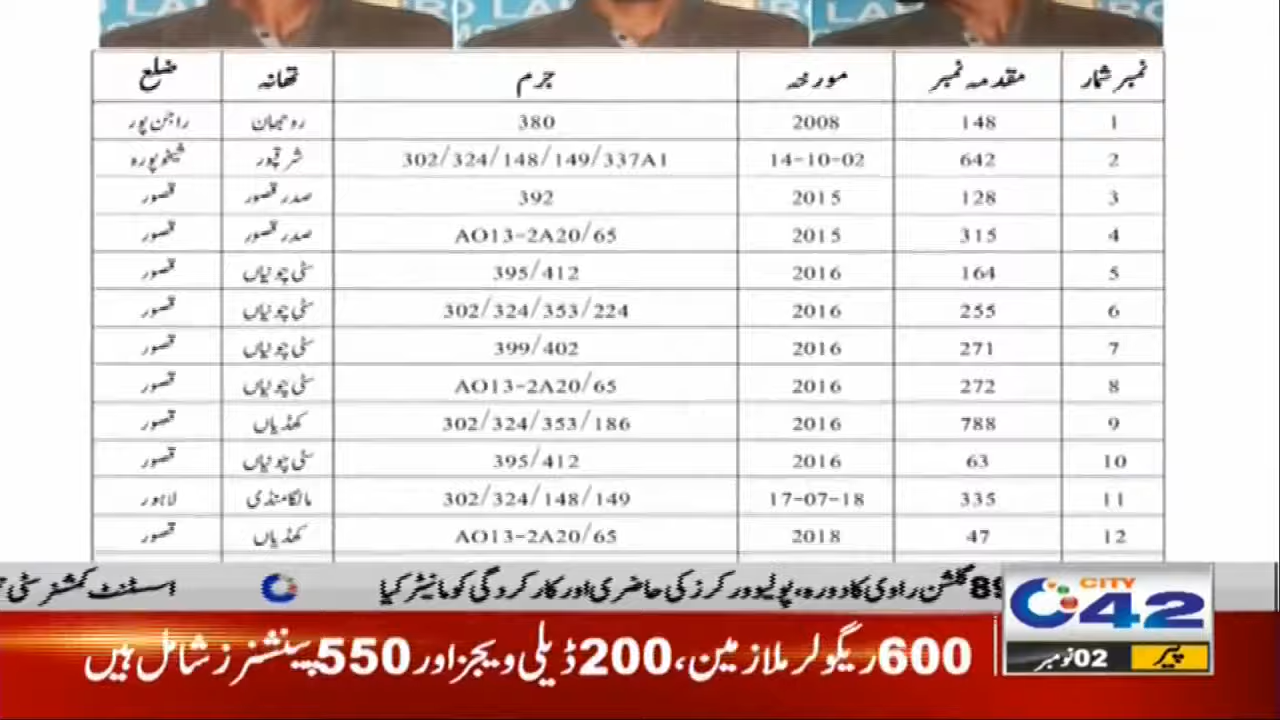 نمبر شمار مقدمہ نمبر مورخہ جرم تھانہ ضلع
1 148 2008 380 روجھان راجن پور
2 642 14-10-02 302/324/148/149/337A1 شرقپور شیخوپورہ
3 128 2015 392 صدر قصور قصور
4 315 2015 AO13-2A20/65 صدر قصور قصور
5 164 2016 395/412 سٹی چونیاں قصور
6 255 2016 302/324/353/224 سٹی چونیاں قصور
7 271 2016 399/402 سٹی چونیاں قصور
8 272 2016 AO13-2A20/65 سٹی چونیاں قصور
9 788 2016 302/324/353/186 کھڈیاں قصور
10 63 2016 395/412 سٹی چونیاں قصور
11 335 17-07-18 302/324/148/149 مانگامنڈی لاہور
12 47 2018 AO13-2A20/65 کھڈیاں قصور
89 گلشن راوی کا دورہ، پولیو ورکرز کی حاضری اور کارکردگی کو مانیٹر کیا
اسسٹنٹ کمشنر سٹی
CITY
42
600 ریگولر ملازمین، 200 ڈیلی ویجز اور 550 پینشنرز شامل ہیں
پیر 02 نومبر